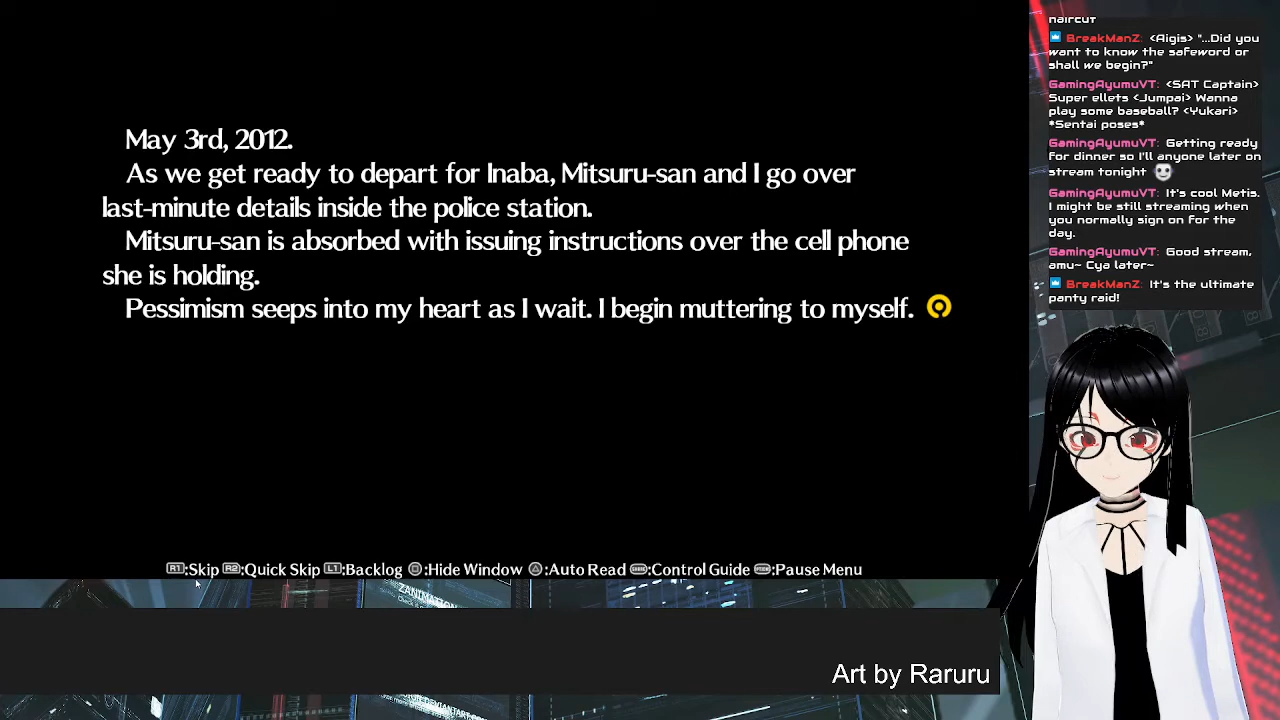 May 3rd, 2012.
As we get ready to depart for Inaba, Mitsuru-san and I go over
last-minute details inside the police station.
Mitsuru-san is absorbed with issuing instructions over the cell phone
she is holding.
Pessimism seeps into my heart as I wait. I begin muttering to myself.
R1:Skip R2:Quick Skip L1:Backlog :Hide Window :Auto Read :Control Guide :Pause Menu
ZANIMATION
Art by Raruru
haircut
BreakManZ: <Aigis> "...Did you
want to know the safeword or
shall we begin?"
GamingAyumuVT: <SAT Captain>
Super ellets <Jumpai> Wanna
play some baseball? <Yukari>
*Sentai poses*
GamingAyumuVT: Getting ready
for dinner so I'll anyone later on
stream tonight
GamingAyumuVT: It's cool Metis.
I might be still streaming when
you normally sign on for the
day.
GamingAyumuVT: Good stream,
amu~ Cya later~
BreakManZ: It's the ultimate
panty raid!